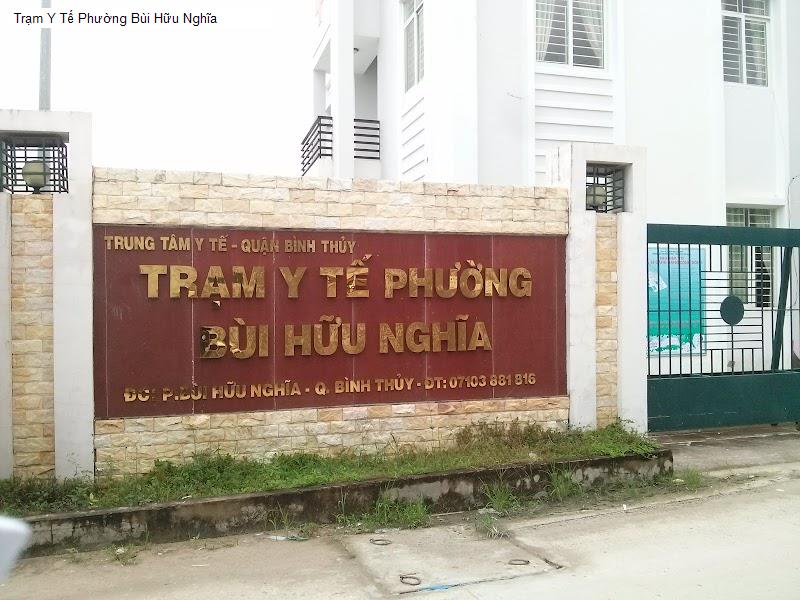 Trạm Y Tế Phường Bùi Hữu Nghĩa
TRUNG TÂM Y TẾ - QUẬN BÌNH THỦY
TRẠM Y TẾ PHƯỜNG
BÙI HỮU NGHĨA
ĐC: P.BÙI HỮU NGHĨA - Q. BÌNH THỦY - ĐT: 07103 881 816